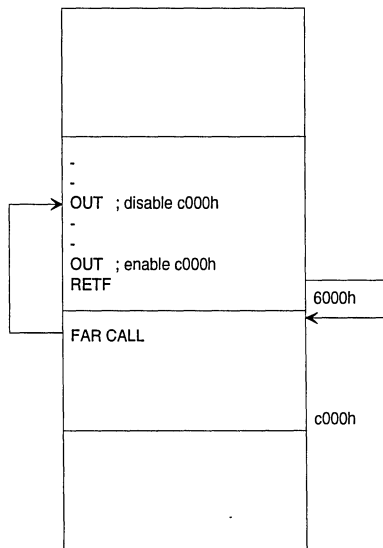 -
-
OUT ; disable c000h
-
-
OUT ; enable c000h
RETF
6000h
FAR CALL
c000h